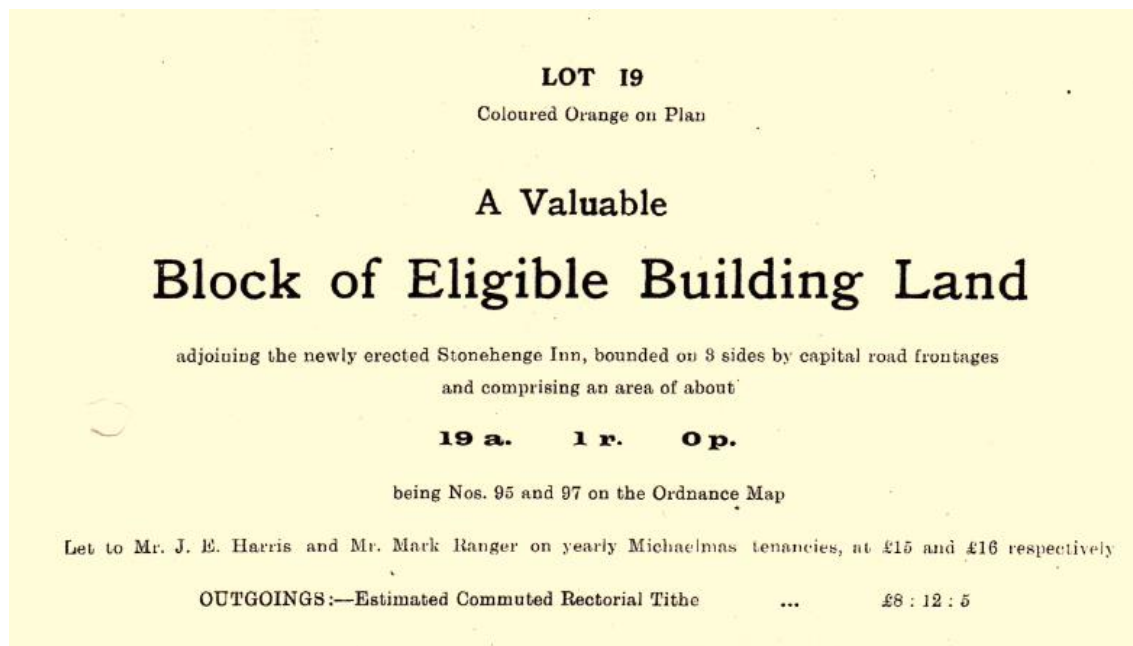 LOT 19
Coloured Orange on Plan
A Valuable
Block of Eligible Building Land
adjoining the newly erected Stonehenge Inn, bounded on 3 sides by capital road frontages
and comprising an area of about
19 a. 1 r. 0 p.
being Nos. 95 and 97 on the Ordnance Map
Let to Mr. J. E. Harris and Mr. Mark Ranger on yearly Michaelmas tenancies, at £15 and £16 respectively
OUTGOINGS:—Estimated Commuted Rectorial Tithe ... £8 : 12 : 5